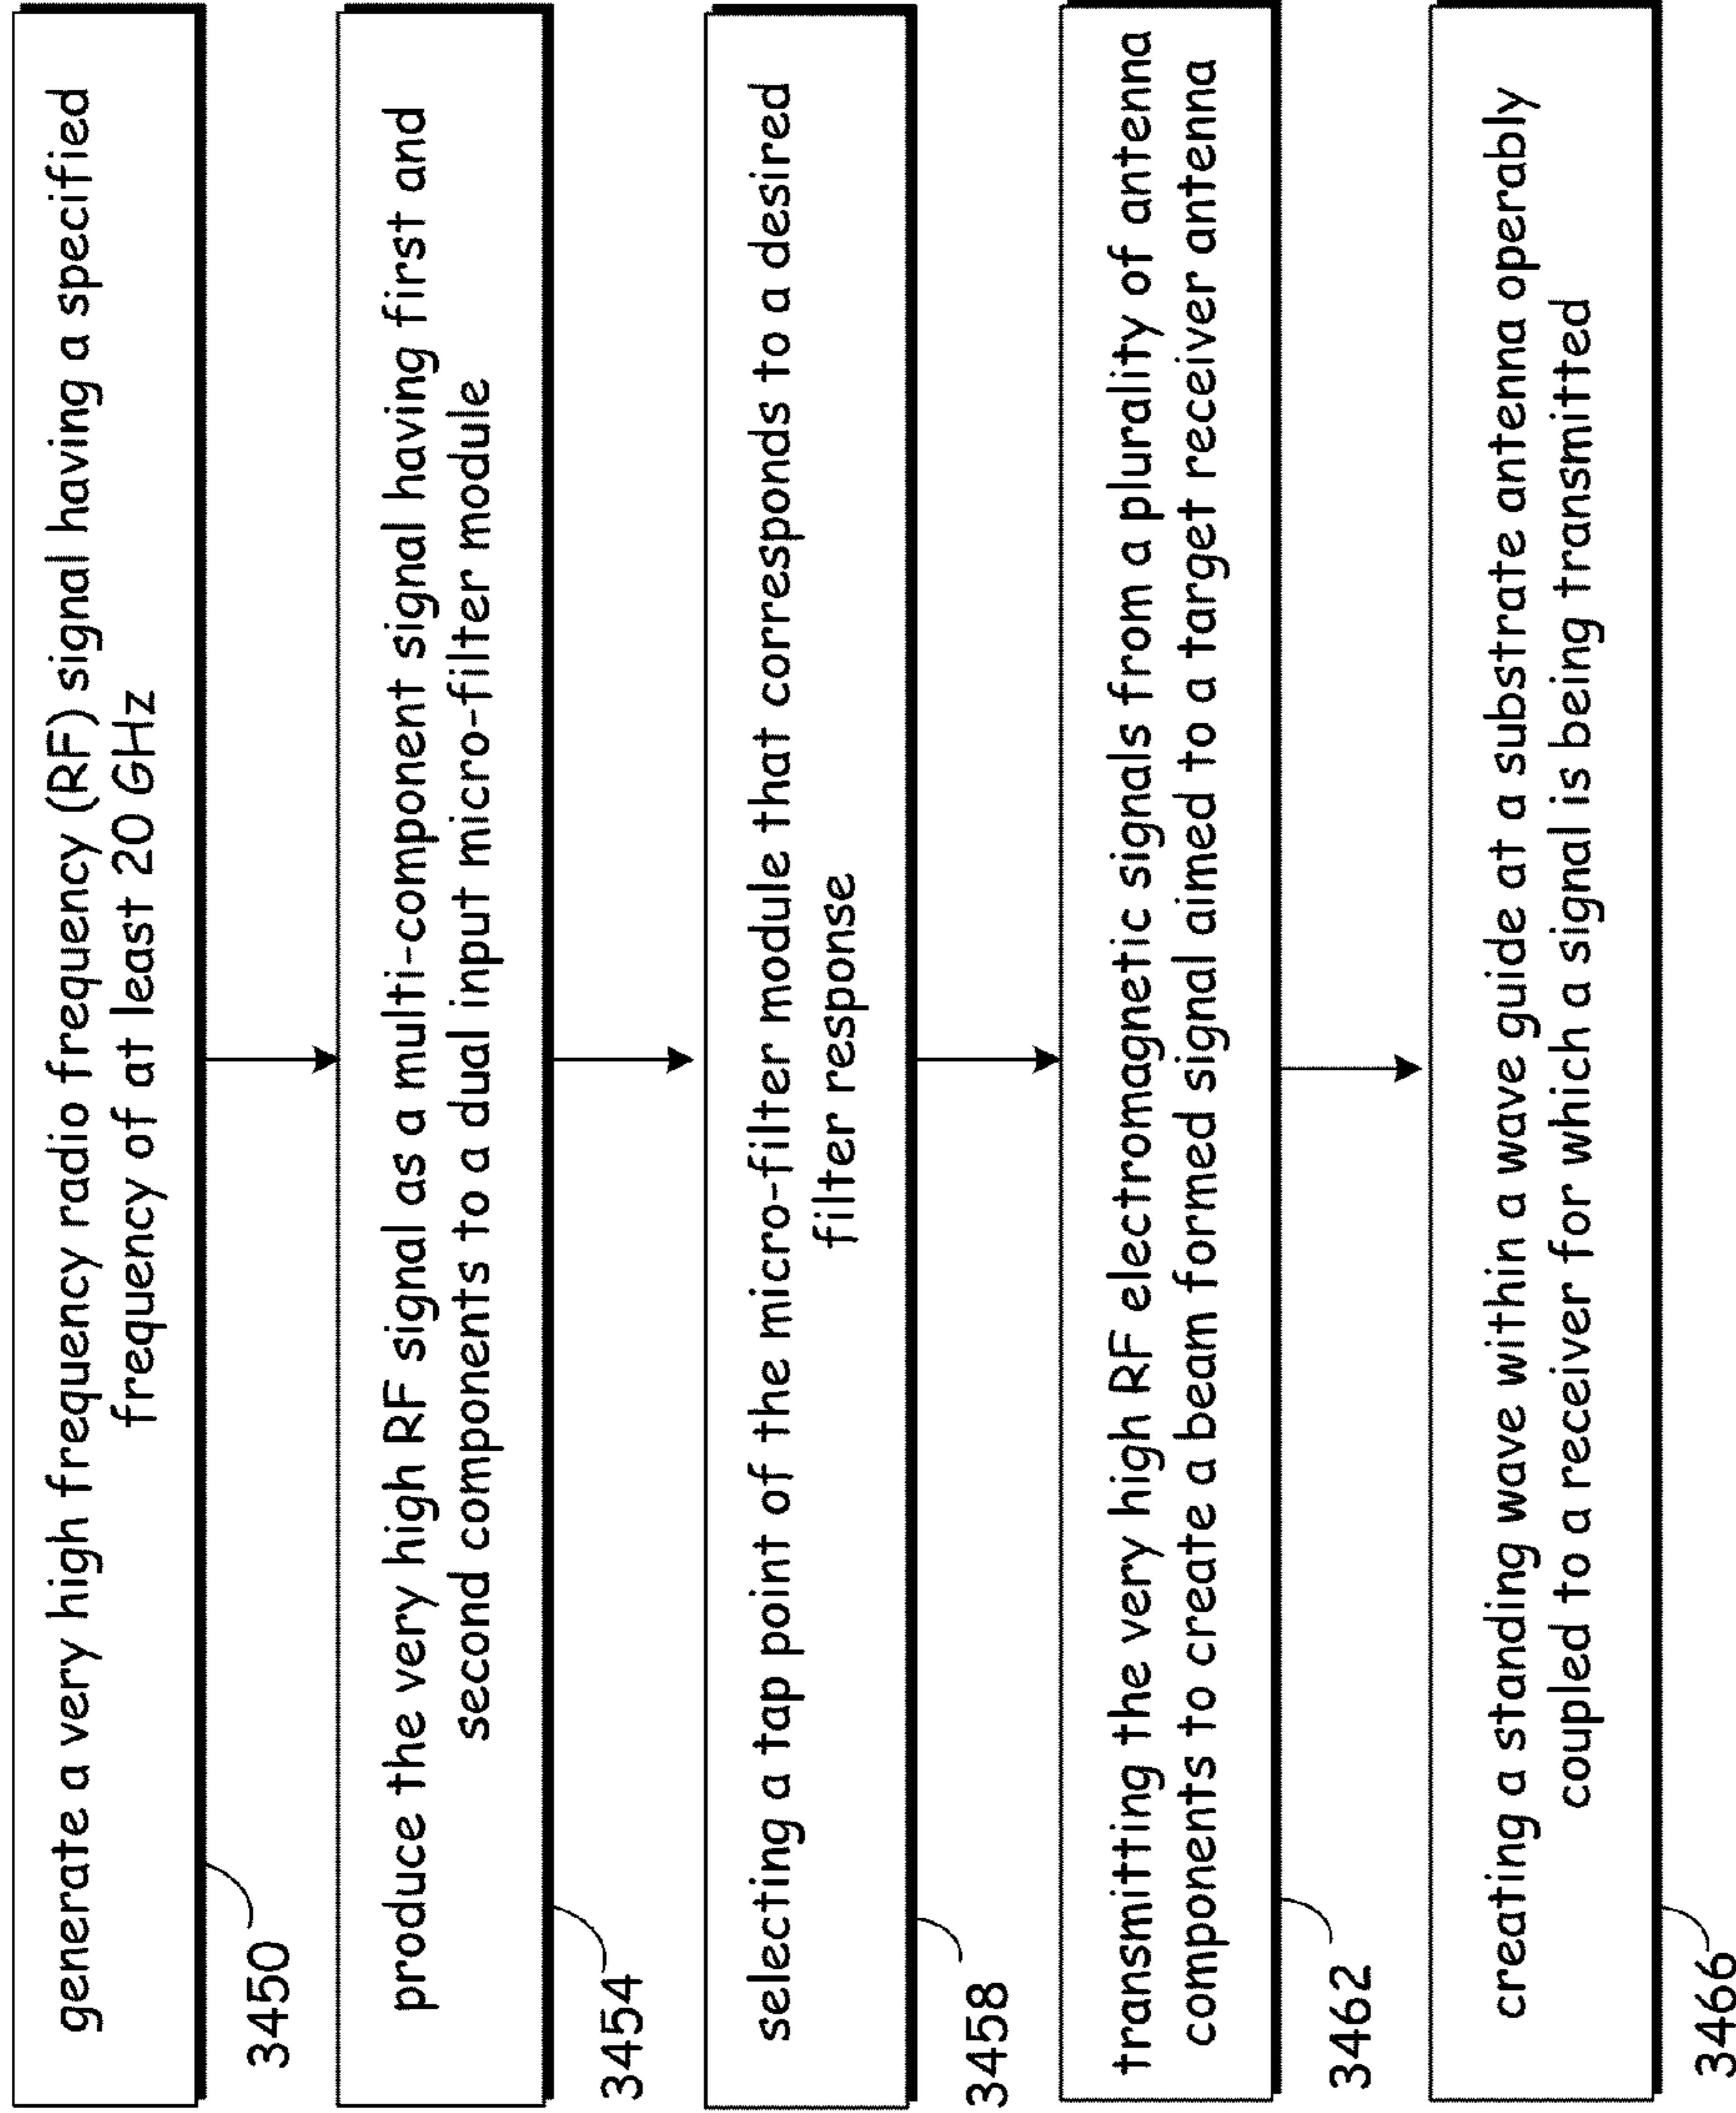 generate a very high frequency radio frequency (RF) signal having a specified
frequency of at least 20 GHz
3450
produce the very high RF signal as a multi-component signal having first and
second components to a dual input micro-filter module
3454
selecting a tap point of the micro-filter module that corresponds to a desired
filter response
3458
transmitting the very high RF electromagnetic signals from a plurality of antenna
components to create a beam formed signal aimed to a target receiver antenna
3462
creating a standing wave within a wave guide at a substrate antenna operably
coupled to a receiver for which a signal is being transmitted
3466